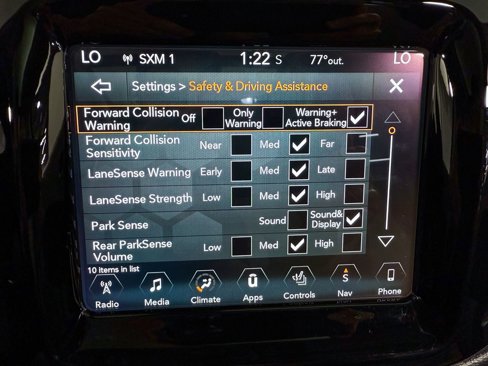 LO SXM 1 1:22 S 77°out. LO
Settings > Safety & Driving Assistance X
Forward Collision Warning Off Only Warning Warning+ Active Braking
Forward Collision Sensitivity Near Med Far
LaneSense Warning Early Med Late
LaneSense Strength Low Med High
Park Sense Sound Sound& Display
Rear ParkSense Volume Low Med High
10 items in list
Radio Media Climate Apps Controls Nav Phone